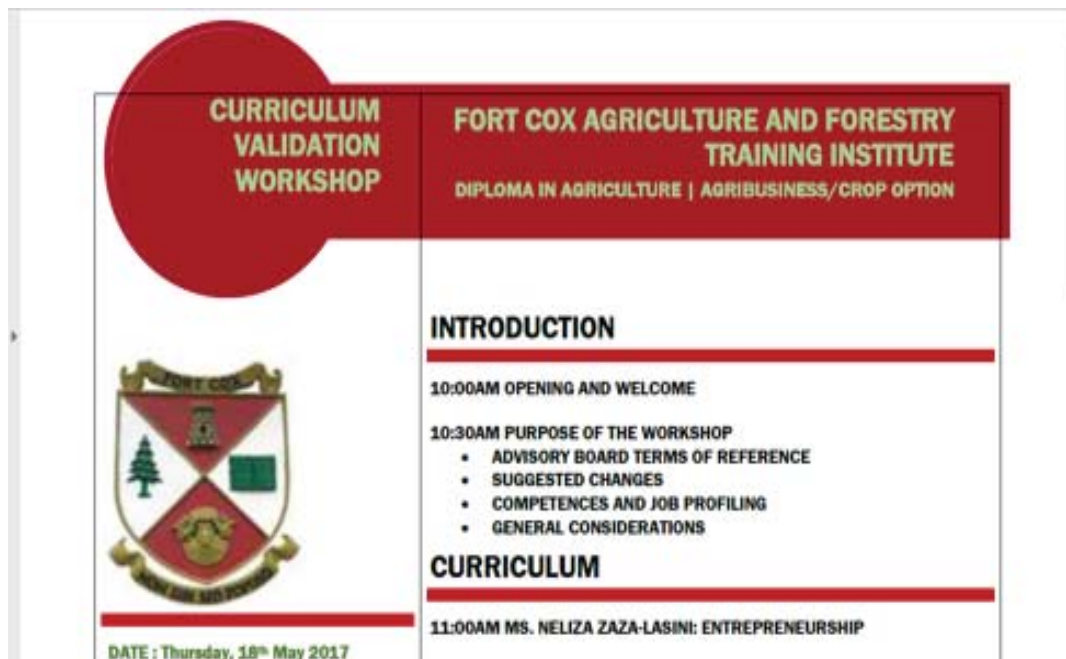 CURRICULUM
VALIDATION
WORKSHOP
FORT COX AGRICULTURE AND FORESTRY
TRAINING INSTITUTE
DIPLOMA IN AGRICULTURE | AGRIBUSINESS/CROP OPTION
INTRODUCTION
10:00AM OPENING AND WELCOME
10:30AM PURPOSE OF THE WORKSHOP
• ADVISORY BOARD TERMS OF REFERENCE
• SUGGESTED CHANGES
• COMPETENCES AND JOB PROFILING
• GENERAL CONSIDERATIONS
CURRICULUM
11:00AM MS. NELIZA ZAZA-LASINI: ENTREPRENEURSHIP
FORT COX
DATE : Thursday, 18th May 2017